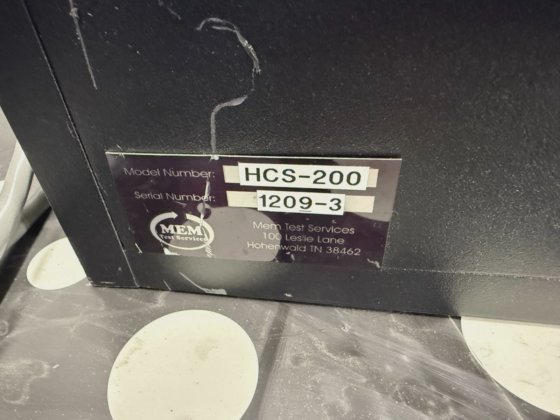 Model Number: HCS-200
Serial Number: 1209-3
MEM
Test Services
Mem Test Services
100 Leslie Lane
Hohenwald TN 38462